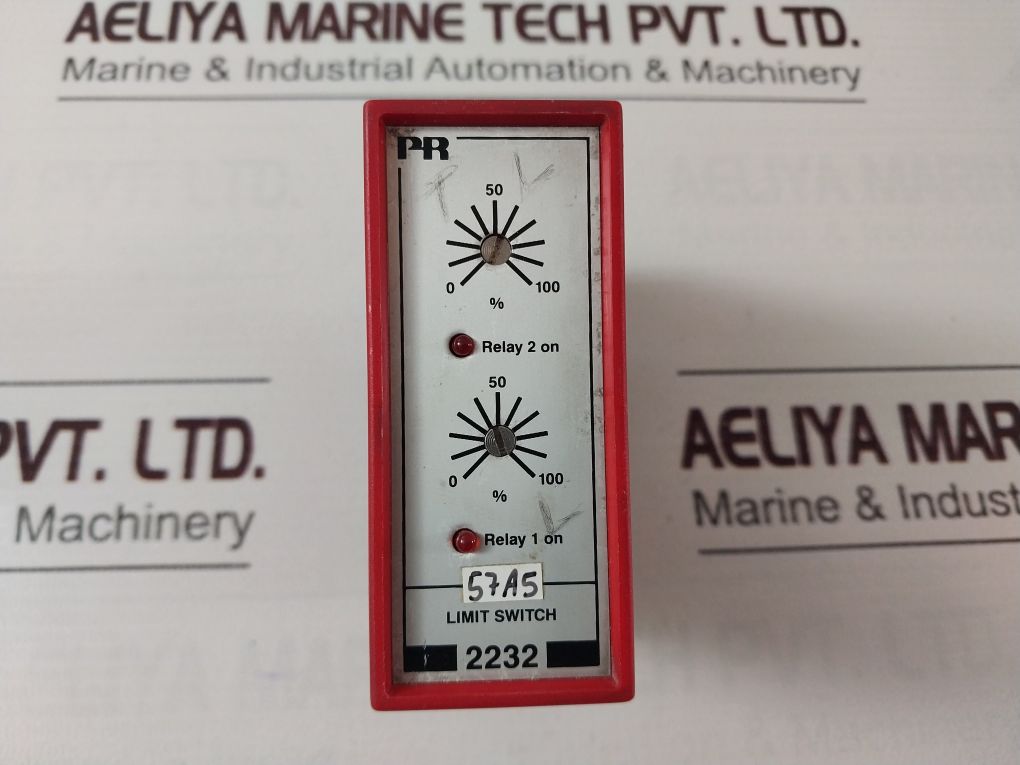 AELIYA MARINE TECH PVT. LTD.
Marine & Industrial Automation & Machinery
PR
50
0 100
%
Relay 2 on
50
0 100
%
Relay 1 on
57A5
LIMIT SWITCH
2232
PVT. LTD.
Machinery
AELIYA MAR
Marine & Indust